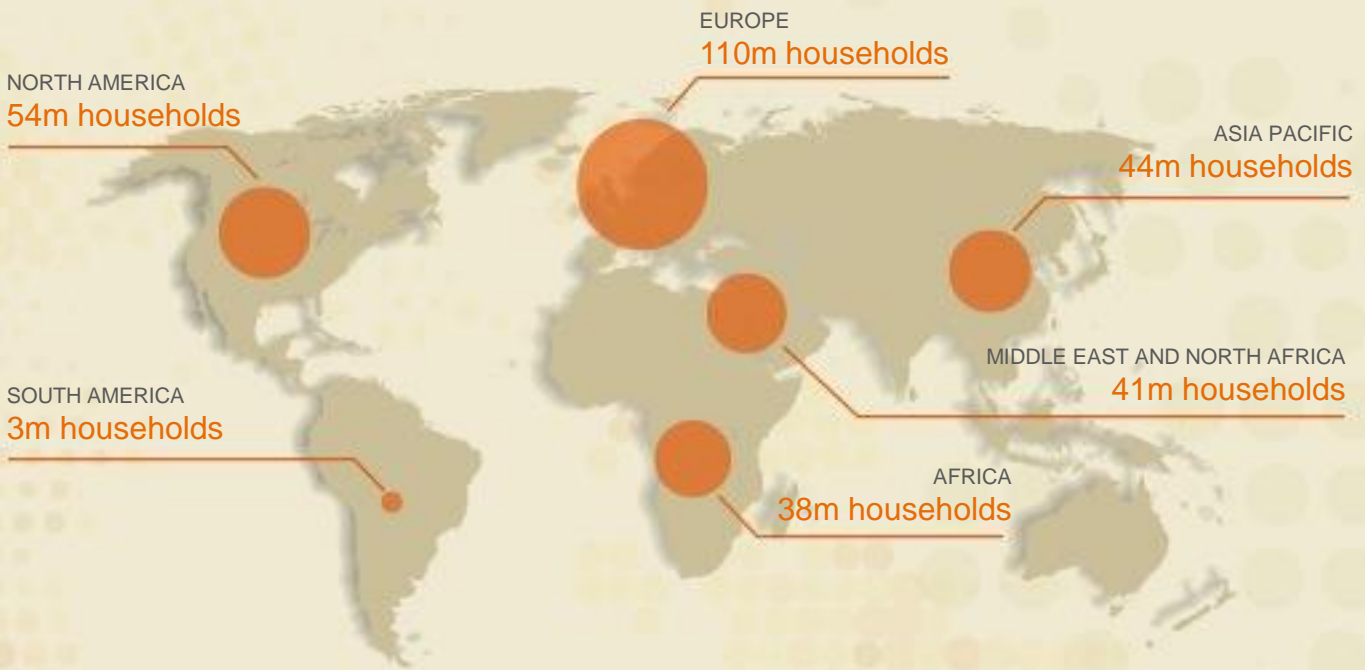 EUROPE
110m households
NORTH AMERICA
54m households
ASIA PACIFIC
44m households
MIDDLE EAST AND NORTH AFRICA
41m households
SOUTH AMERICA
3m households
AFRICA
38m households